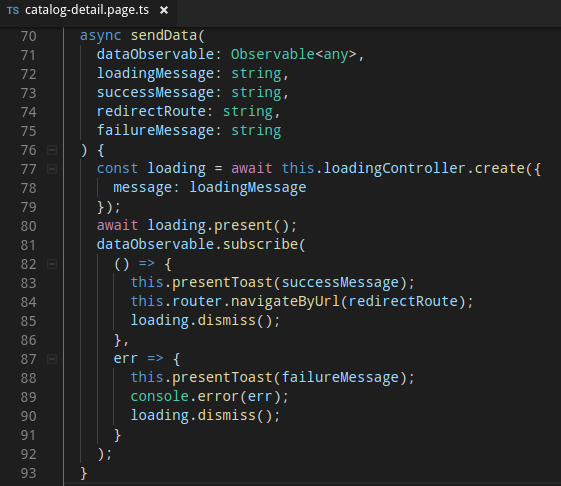 TS catalog-detail.page.ts ×
70 async sendData(
71 dataObservable: Observable<any>,
72 loadingMessage: string,
73 successMessage: string,
74 redirectRoute: string,
75 failureMessage: string
76 ) {
77 const loading = await this.loadingController.create({
78 message: loadingMessage
79 });
80 await loading.present();
81 dataObservable.subscribe(
82 () => {
83 this.presentToast(successMessage);
84 this.router.navigateByUrl(redirectRoute);
85 loading.dismiss();
86 },
87 err => {
88 this.presentToast(failureMessage);
89 console.error(err);
90 loading.dismiss();
91 }
92 );
93 }